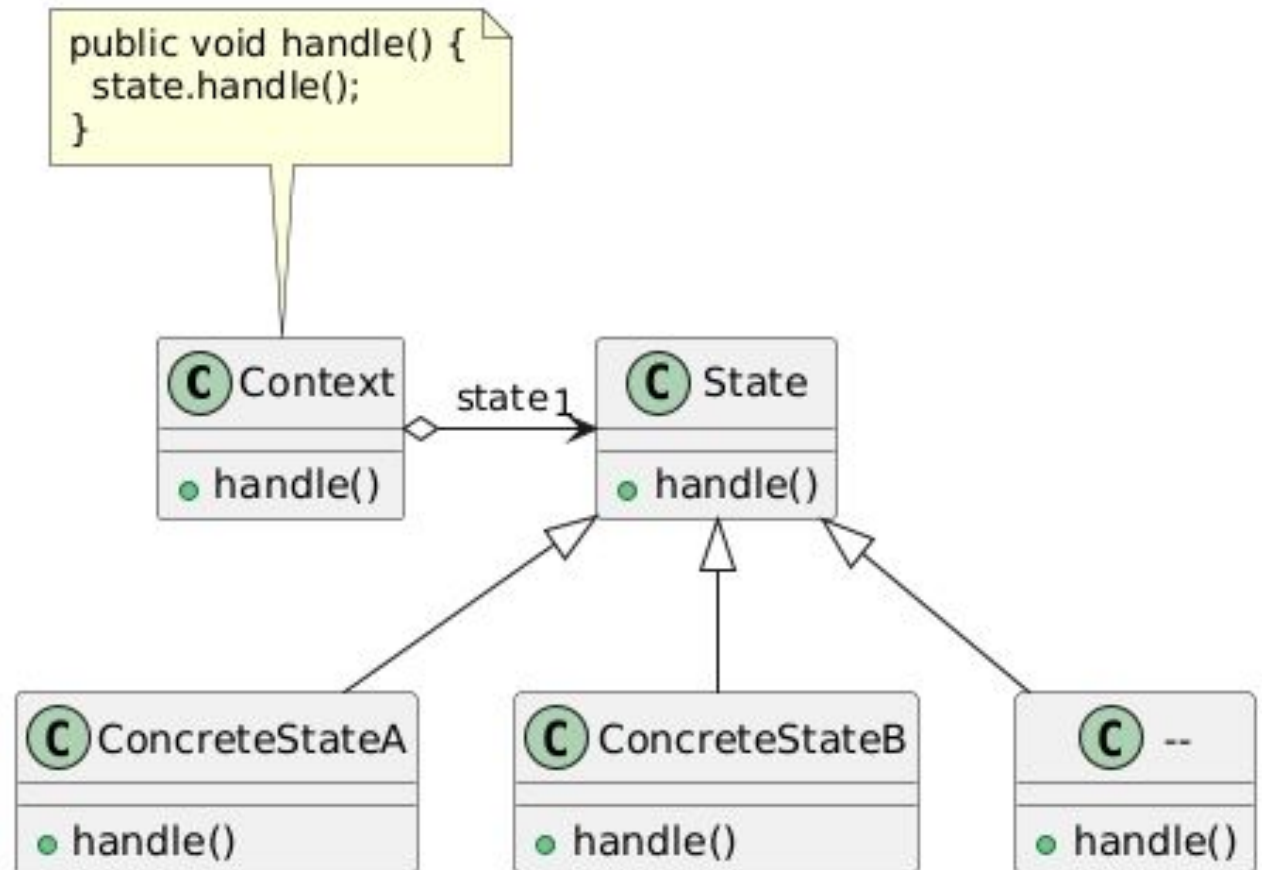 public void handle() {
  state.handle();
}
C Context
state 1
C State
handle()
handle()
C ConcreteStateA
C ConcreteStateB
C --
handle()
handle()
handle()